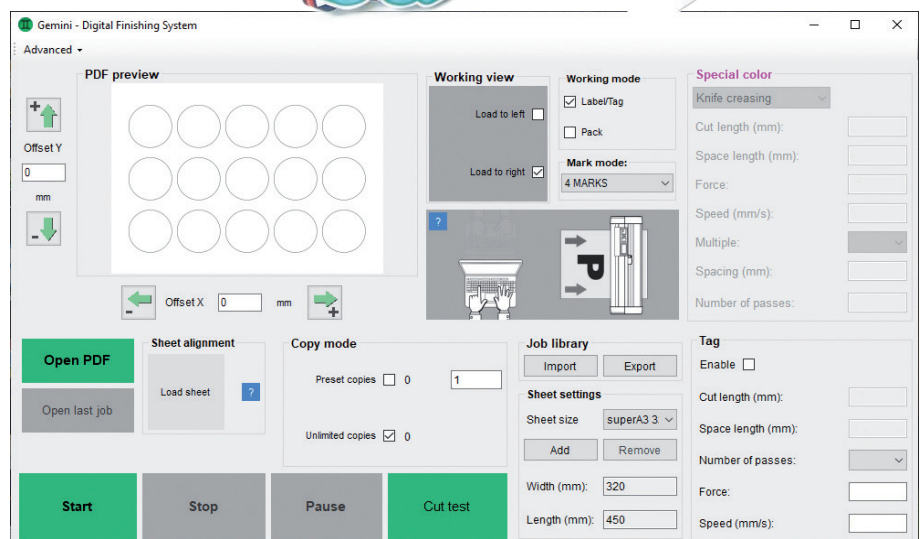 Gemini - Digital Finishing System
Advanced
PDF preview
Offset Y
0
mm
Offset X 0 mm
Working view
Load to left
Load to right
Working mode
Label/Tag
Pack
Mark mode:
4 MARKS
?
P
Special color
Knife creasing
Cut length (mm):
Space length (mm):
Force:
Speed (mm/s):
Multiple:
Spacing (mm):
Number of passes:
Open PDF
Open last job
Sheet alignment
Load sheet
?
Copy mode
Preset copies 0 1
Unlimited copies 0
Job library
Import Export
Sheet settings
Sheet size superA3 3.
Add Remove
Width (mm): 320
Length (mm): 450
Tag
Enable
Cut length (mm):
Space length (mm):
Number of passes:
Force:
Speed (mm/s):
Start Stop Pause Cut test